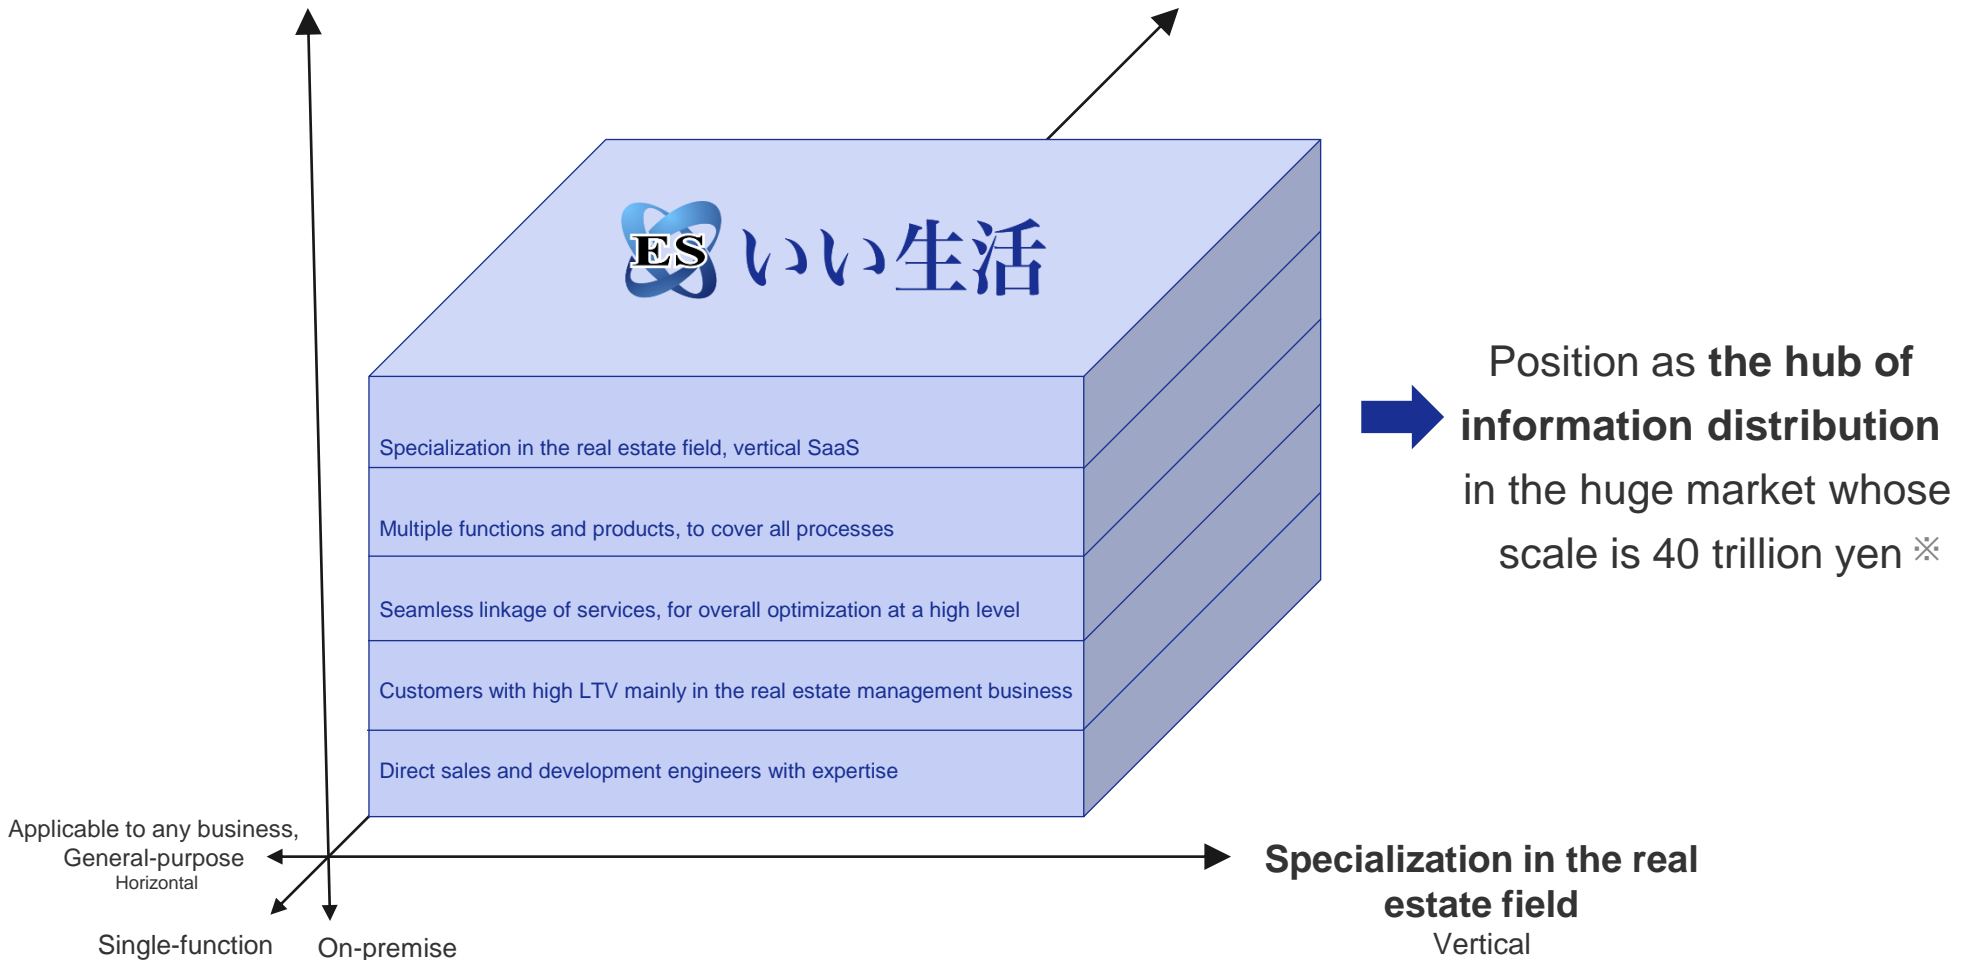 ES いい生活
Specialization in the real estate field, vertical SaaS
Multiple functions and products, to cover all processes
Seamless linkage of services, for overall optimization at a high level
Customers with high LTV mainly in the real estate management business
Direct sales and development engineers with expertise
Position as the hub of
information distribution
in the huge market whose
scale is 40 trillion yen ※
Applicable to any business,
General-purpose
Horizontal
Single-function
On-premise
Specialization in the real
estate field
Vertical